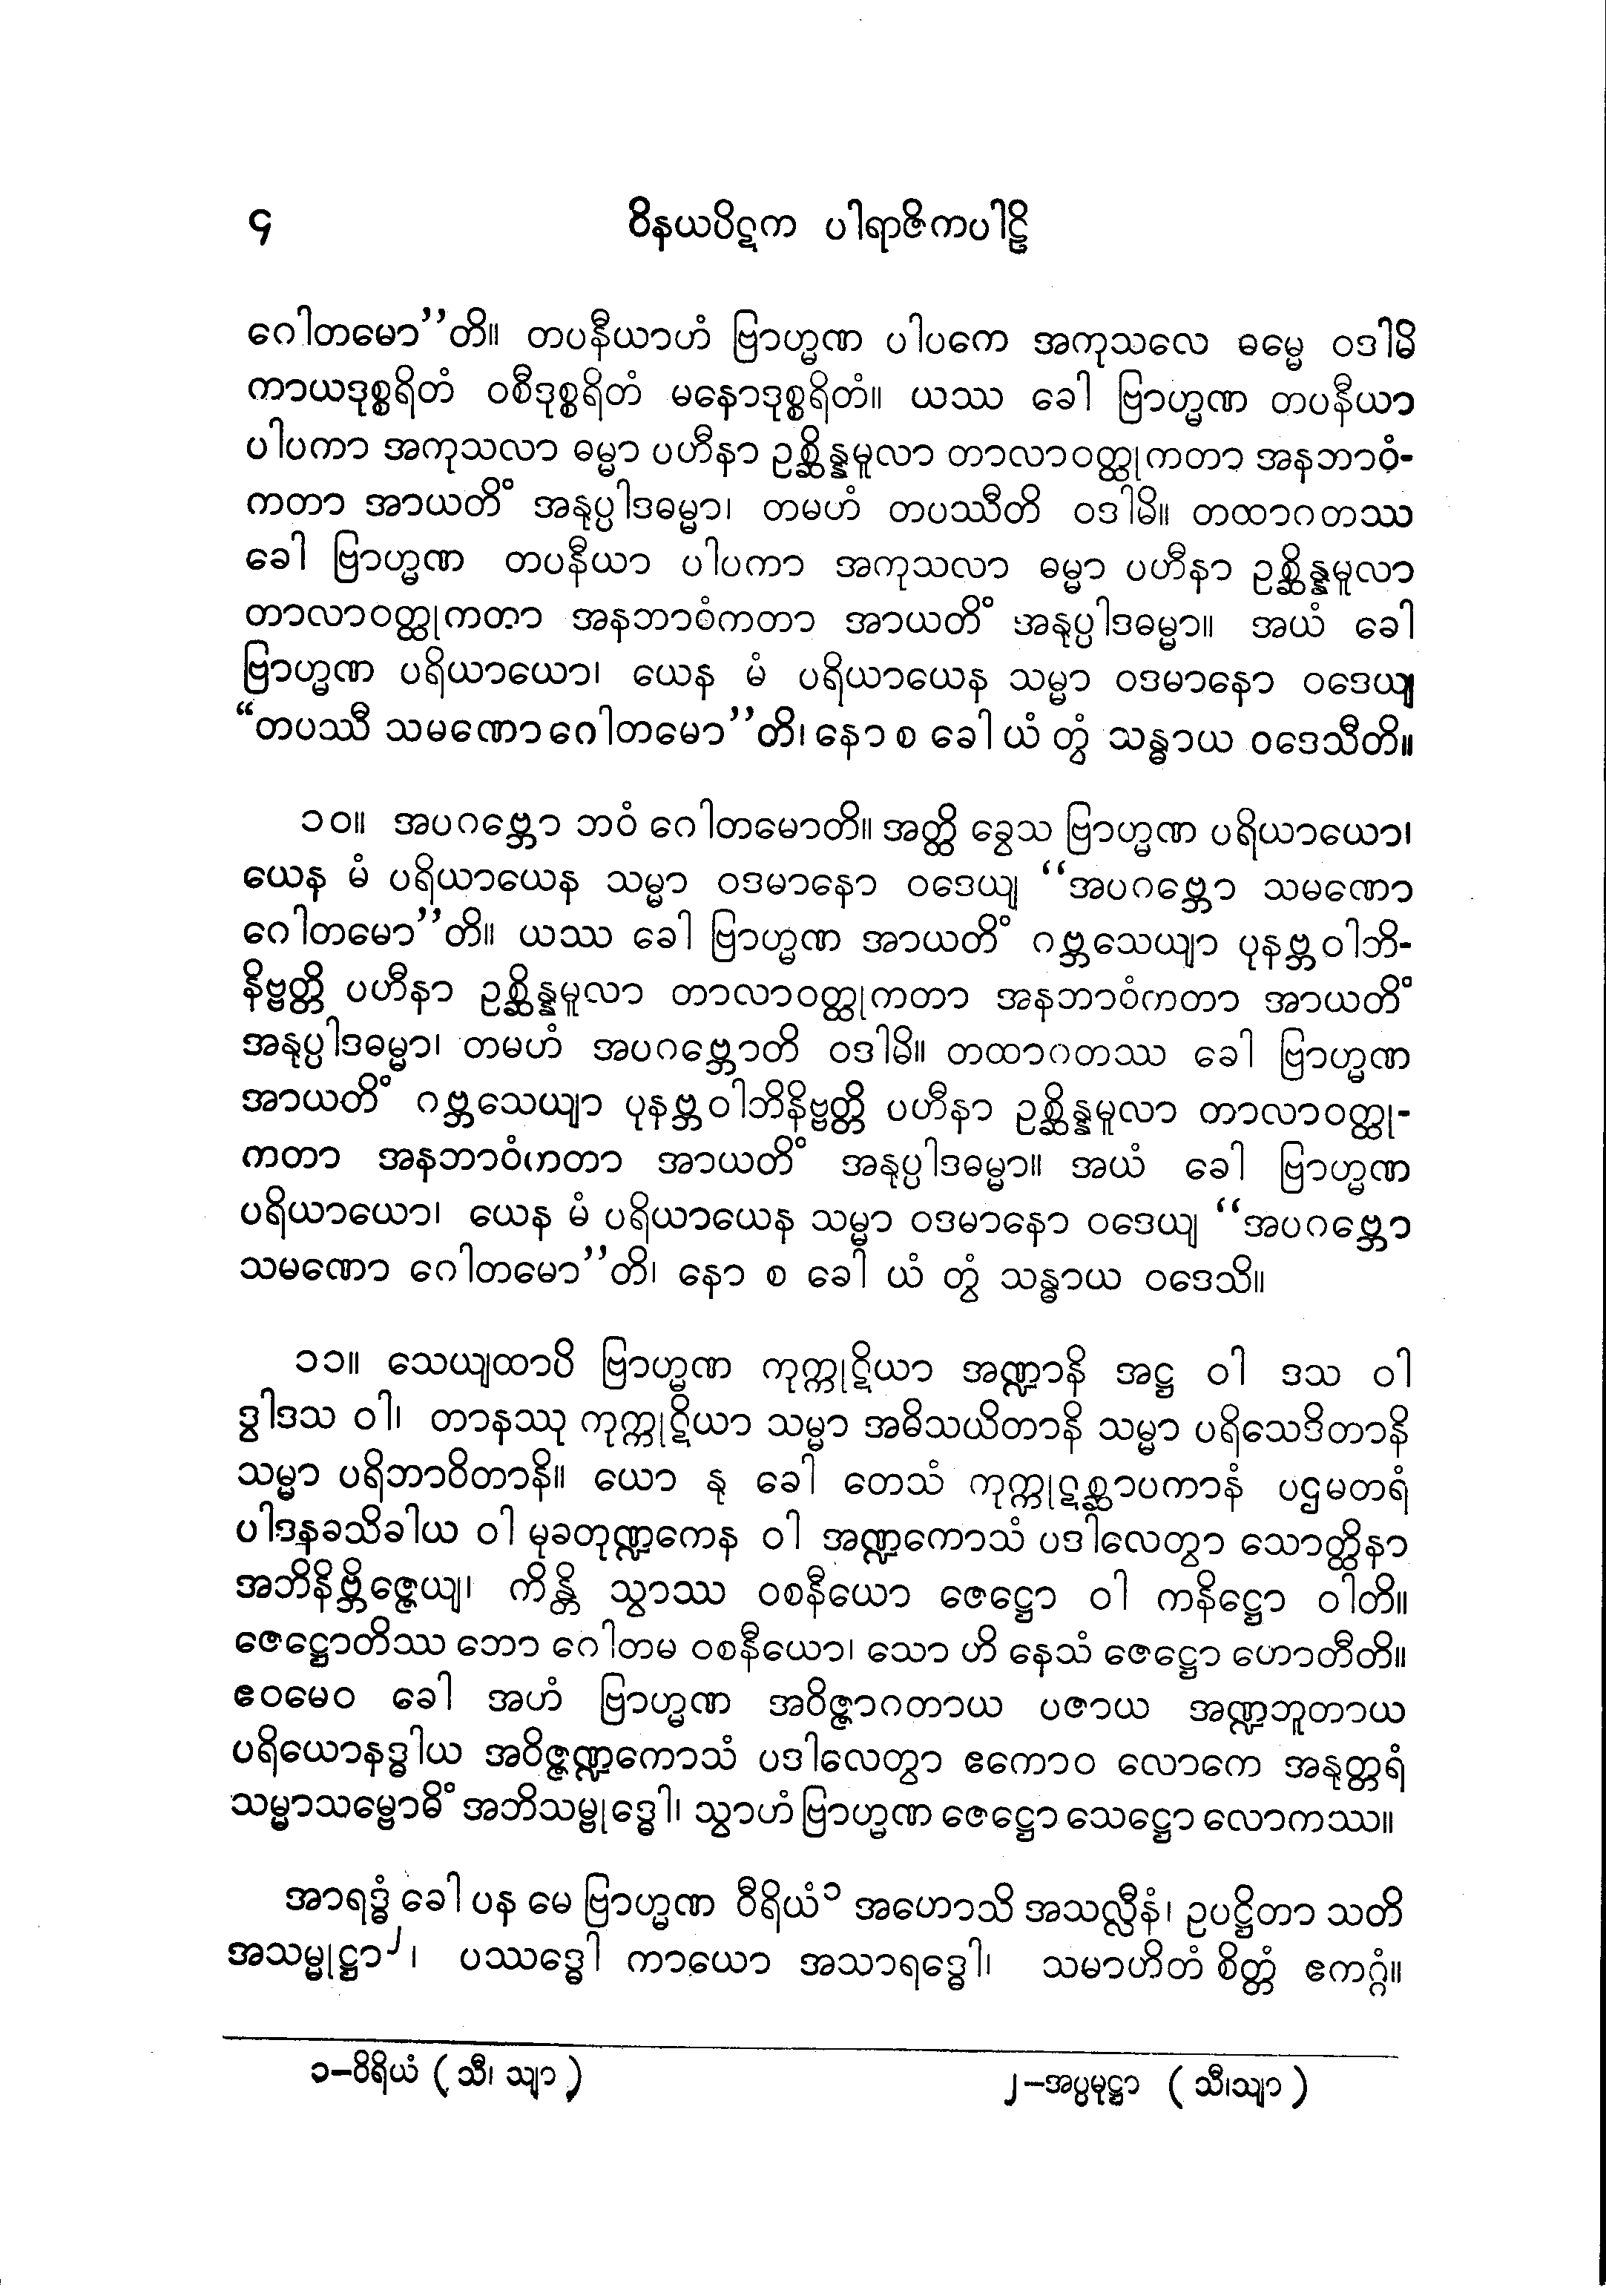 ၄ ဝိနယပိဋက ပါရာဇိကပါဠိ
ဂေါတမော’’တိ။ တပနီယာဟံ ဗြာဟ္မဏ ပါပကေ အကုသလေ ဓမ္မေ ဝဒါမိ
ကာယဒုစ္စရိတံ ဝစီဒုစ္စရိတံ မနောဒုစ္စရိတံ။ ယဿ ခေါ ဗြာဟ္မဏ တပနီယာ
ပါပကာ အကုသလာ ဓမ္မာ ပဟီနာ ဥစ္ဆိန္နမူလာ တာလာဝတ္ထုကတာ အနဘာဝံ-
ကတာ အာယတိံ အနုပ္ပါဒဓမ္မာ၊ တမဟံ တပဿီတိ ဝဒါမိ။ တထာဂတဿ
ခေါ ဗြာဟ္မဏ တပနီယာ ပါပကာ အကုသလာ ဓမ္မာ ပဟီနာ ဥစ္ဆိန္နမူလာ
တာလာဝတ္ထုကတာ အနဘာဝံကတာ အာယတိံ အနုပ္ပါဒဓမ္မာ။ အယံ ခေါ
ဗြာဟ္မဏ ပရိယာယော၊ ယေန မံ ပရိယာယေန သမ္မာ ဝဒမာနော ဝဒေယျ
‘‘တပဿီ သမဏော ဂေါတမော’’တိ၊ နော စ ခေါ ယံ တွံ သန္ဓာယ ဝဒေသီတိ။
၁၀။ အပဂဗ္ဘော ဘဝံ ဂေါတမောတိ။ အတ္ထိ ခွေသ ဗြာဟ္မဏ ပရိယာယော၊
ယေန မံ ပရိယာယေန သမ္မာ ဝဒမာနော ဝဒေယျ ‘‘အပဂဗ္ဘော သမဏော
ဂေါတမော’’တိ။ ယဿ ခေါ ဗြာဟ္မဏ အာယတိံ ဂဗ္ဘသေယျာ ပုနဗ္ဘဝါဘိ-
နိဗ္ဗတ္တိ ပဟီနာ ဥစ္ဆိန္နမူလာ တာလာဝတ္ထုကတာ အနဘာဝံကတာ အာယတိံ
အနုပ္ပါဒဓမ္မာ၊ တမဟံ အပဂဗ္ဘောတိ ဝဒါမိ။ တထာဂတဿ ခေါ ဗြာဟ္မဏ
အာယတိံ ဂဗ္ဘသေယျာ ပုနဗ္ဘဝါဘိနိဗ္ဗတ္တိ ပဟီနာ ဥစ္ဆိန္နမူလာ တာလာဝတ္ထု-
ကတာ အနဘာဝံကတာ အာယတိံ အနုပ္ပါဒဓမ္မာ။ အယံ ခေါ ဗြာဟ္မဏ
ပရိယာယော၊ ယေန မံ ပရိယာယေန သမ္မာ ဝဒမာနော ဝဒေယျ ‘‘အပဂဗ္ဘော
သမဏော ဂေါတမော’’တိ၊ နော စ ခေါ ယံ တွံ သန္ဓာယ ဝဒေသိ။
၁၁။ သေယျထာပိ ဗြာဟ္မဏ ကုက္ကုဋိယာ အဏ္ဍာနိ အဋ္ဌ ဝါ ဒသ ဝါ
ဒွါဒသ ဝါ၊ တာနဿု ကုက္ကုဋိယာ သမ္မာ အဓိသယိတာနိ သမ္မာ ပရိသေဒိတာနိ
သမ္မာ ပရိဘာဝိတာနိ။ ယော နု ခေါ တေသံ ကုက္ကုဋစ္ဆာပကာနံ ပဌမတရံ
ပါဒနခသိခါယ ဝါ မုခတုဏ္ဍကေန ဝါ အဏ္ဍကောသံ ပဒါလေတွာ သောတ္ထိနာ
အဘိနိဗ္ဘိဇ္ဇေယျ၊ ကိန္တိ သွာဿ ဝစနီယော ဇေဋ္ဌော ဝါ ကနိဋ္ဌော ဝါတိ။
ဇေဋ္ဌောတိဿ ဘော ဂေါတမ ဝစနီယော၊ သော ဟိ နေသံ ဇေဋ္ဌော ဟောတီတိ။
ဧဝမေဝ ခေါ အဟံ ဗြာဟ္မဏ အဝိဇ္ဇာဂတာယ ပဇာယ အဏ္ဍဘူတာယ
ပရိယောနဒ္ဓါယ အဝိဇ္ဇဏ္ဍကောသံ ပဒါလေတွာ ဧကောဝ လောကေ အနုတ္တရံ
သမ္မာသမ္ဗောဓိံ အဘိသမ္ဗုဒ္ဓေါ၊ သွာဟံ ဗြာဟ္မဏ ဇေဋ္ဌော သေဋ္ဌော လောကဿ။
အာရဒ္ဓံ ခေါ ပန မေ ဗြာဟ္မဏ ဝီရိယံ၁ အဟောသိ အသလ္လီနံ၊ ဥပဋ္ဌိတာ သတိ
အသမ္မုဋ္ဌာ၂၊ ပဿဒ္ဓေါ ကာယော အသာရဒ္ဓေါ၊ သမာဟိတံ စိတ္တံ ဧကဂ္ဂံ။
၁–ဝိရိယံ (သီ၊ သျာ) ၂–အပ္ပမုဋ္ဌာ (သီ၊သျာ)